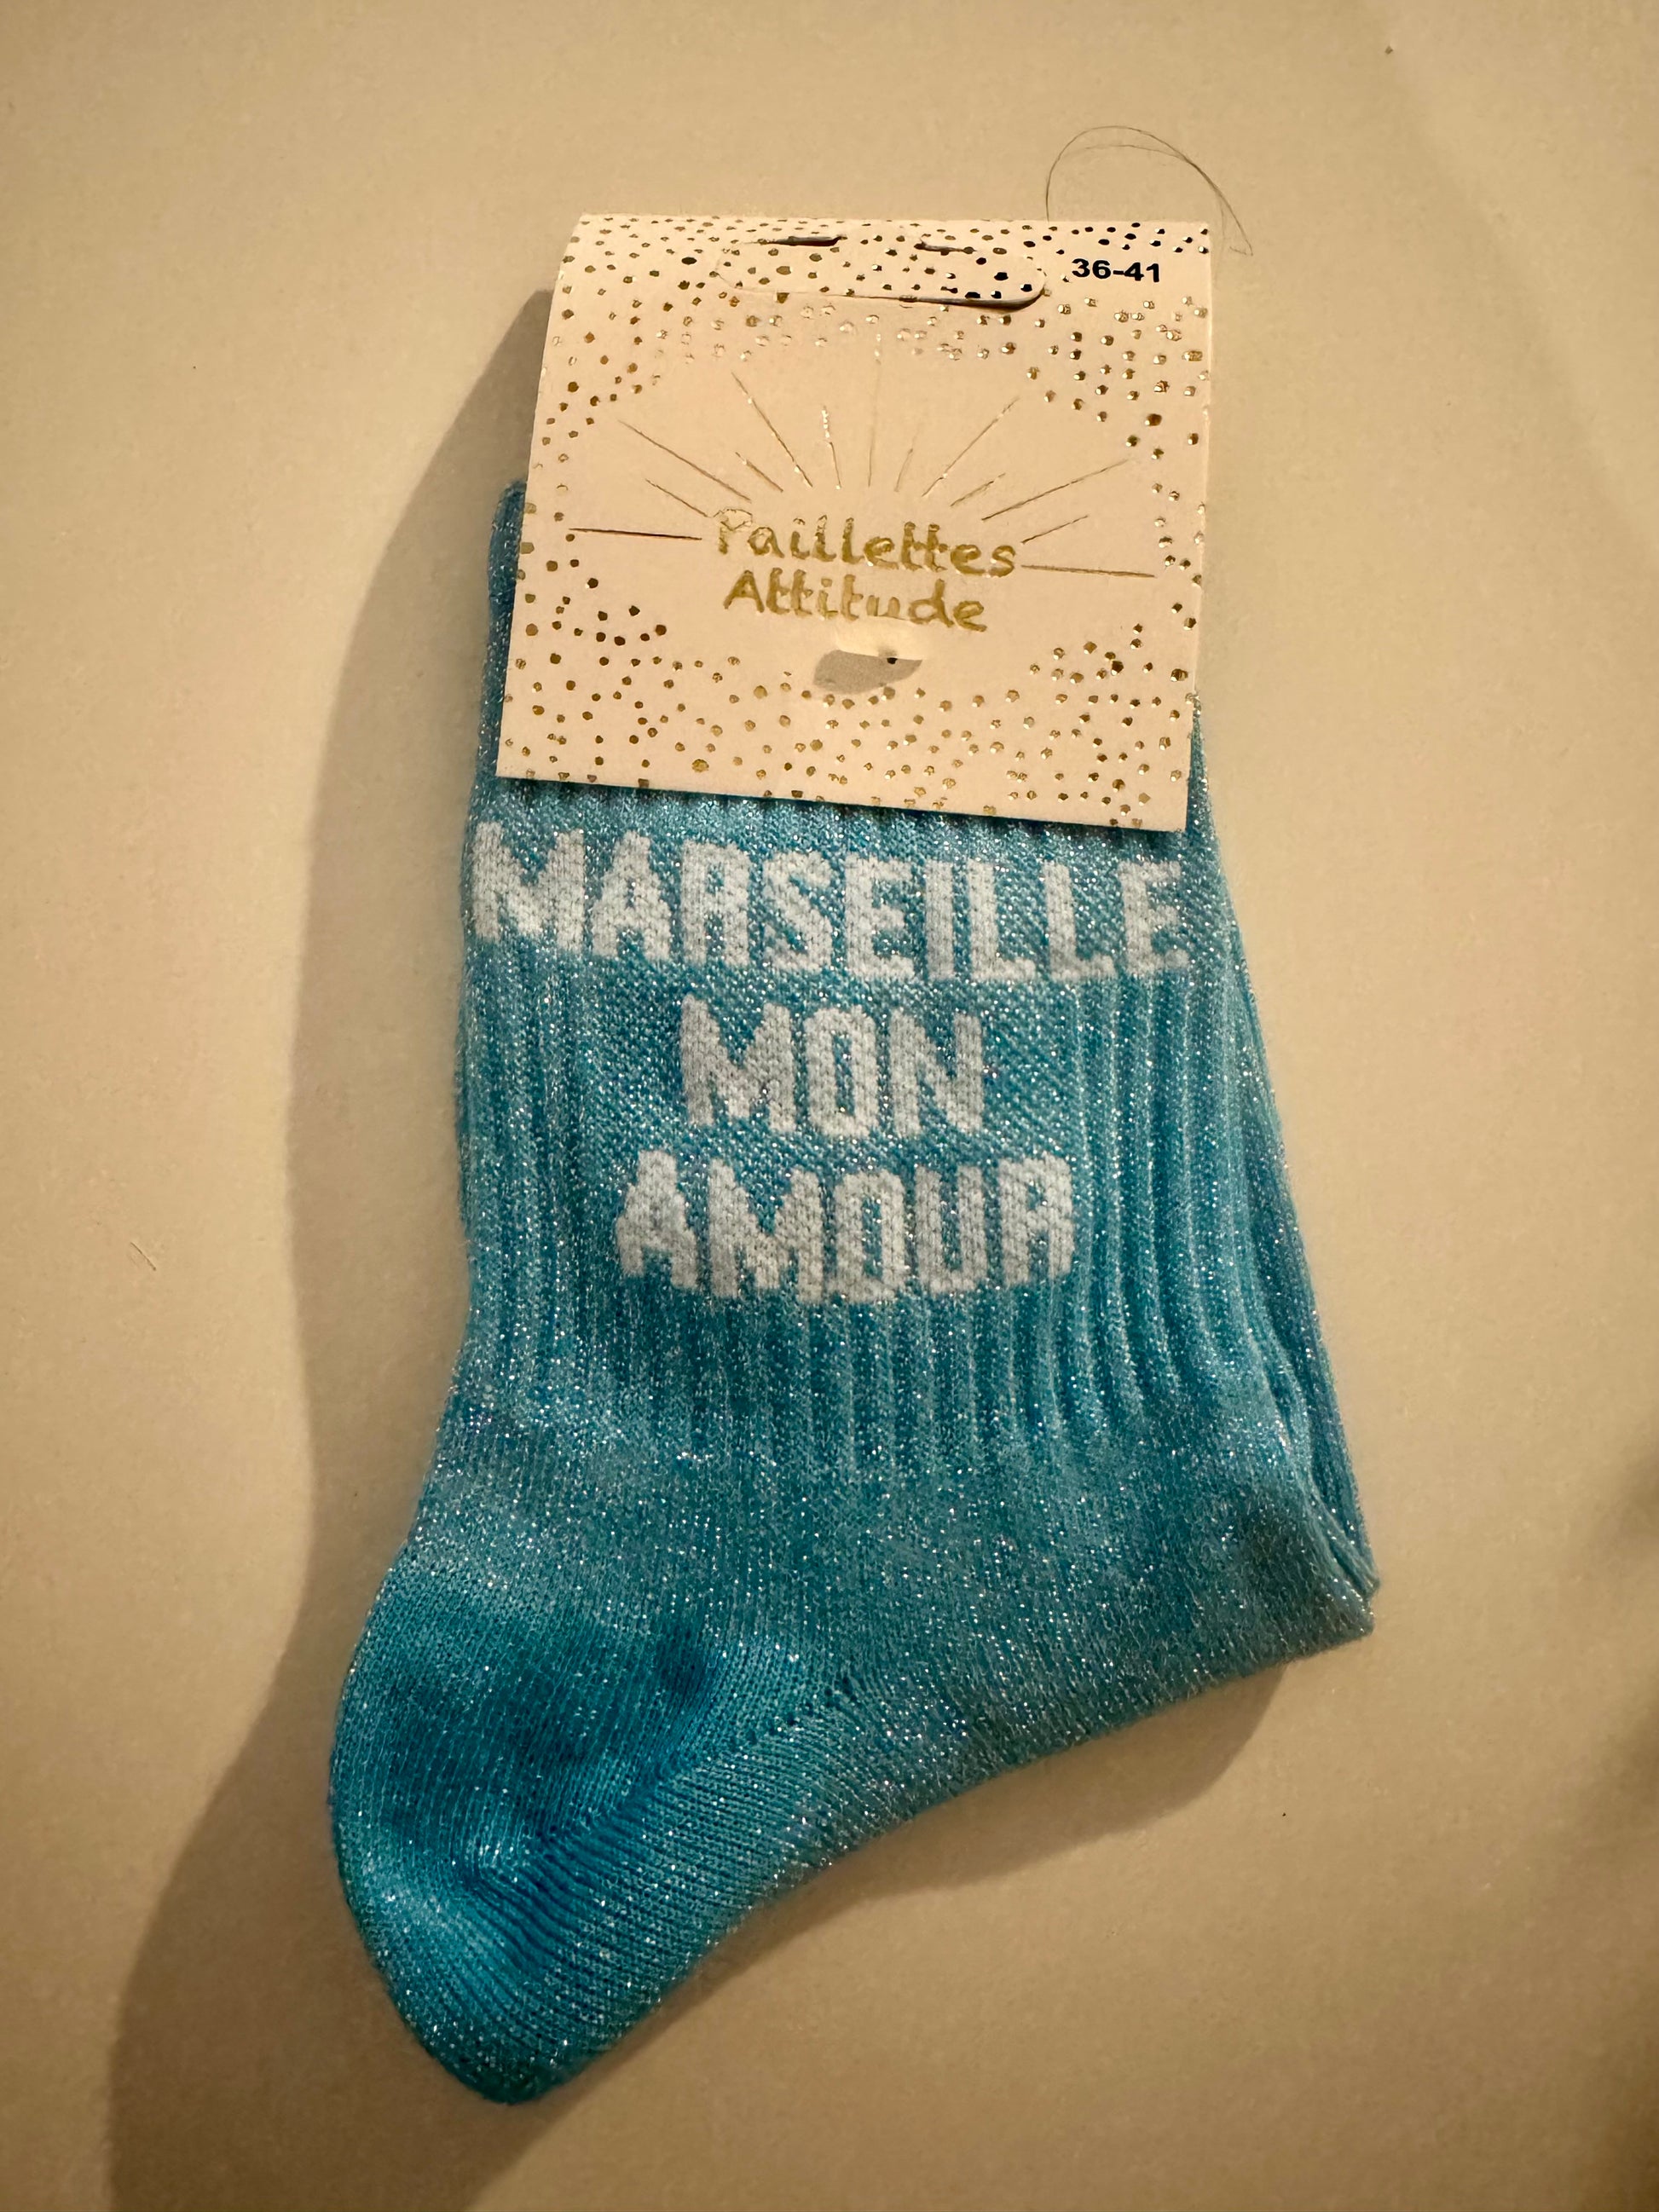 36-41
Paillettes
Attitude
MARSEILLE
MON
AMOUR